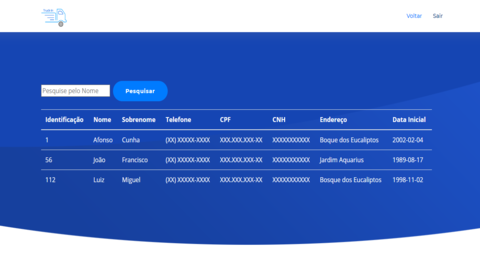 Voltar Sair
Pesquise pelo Nome Pesquisar
Identificação Nome Sobrenome Telefone CPF CNH Endereço Data Inicial
1 Afonso Cunha (XX) XXXXX-XXXX XXX.XXX.XXX-XX XXXXXXXXXXX Boque dos Eucaliptos 2002-02-04
56 João Francisco (XX) XXXXX-XXXX XXX.XXX.XXX-XX XXXXXXXXXXX Jardim Aquarius 1989-08-17
112 Luiz Miguel (XX) XXXXX-XXXX XXX.XXX.XXX-XX XXXXXXXXXXX Bosque dos Eucaliptos 1998-11-02